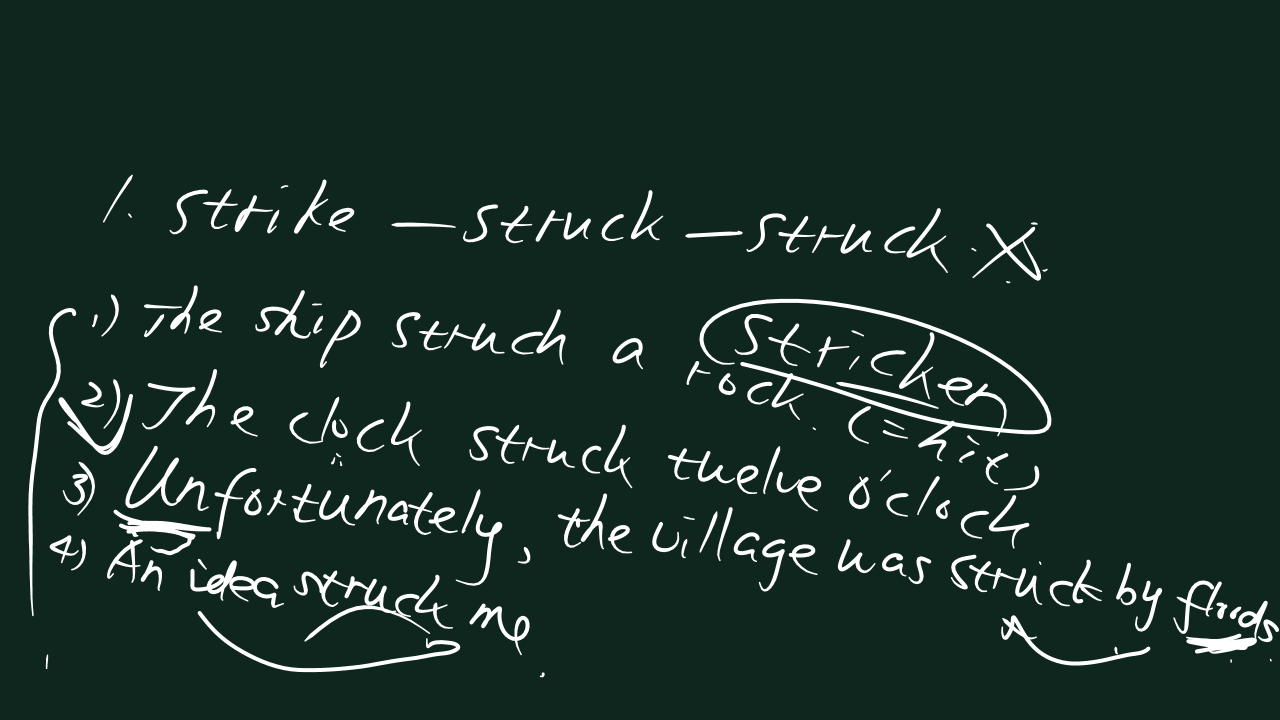 1. strike — struck — struck
1) The ship struck a rock. (= hit)
stricken
2) The clock struck twelve o'clock
3) Unfortunately, the village was struck by floods
4) An idea struck me